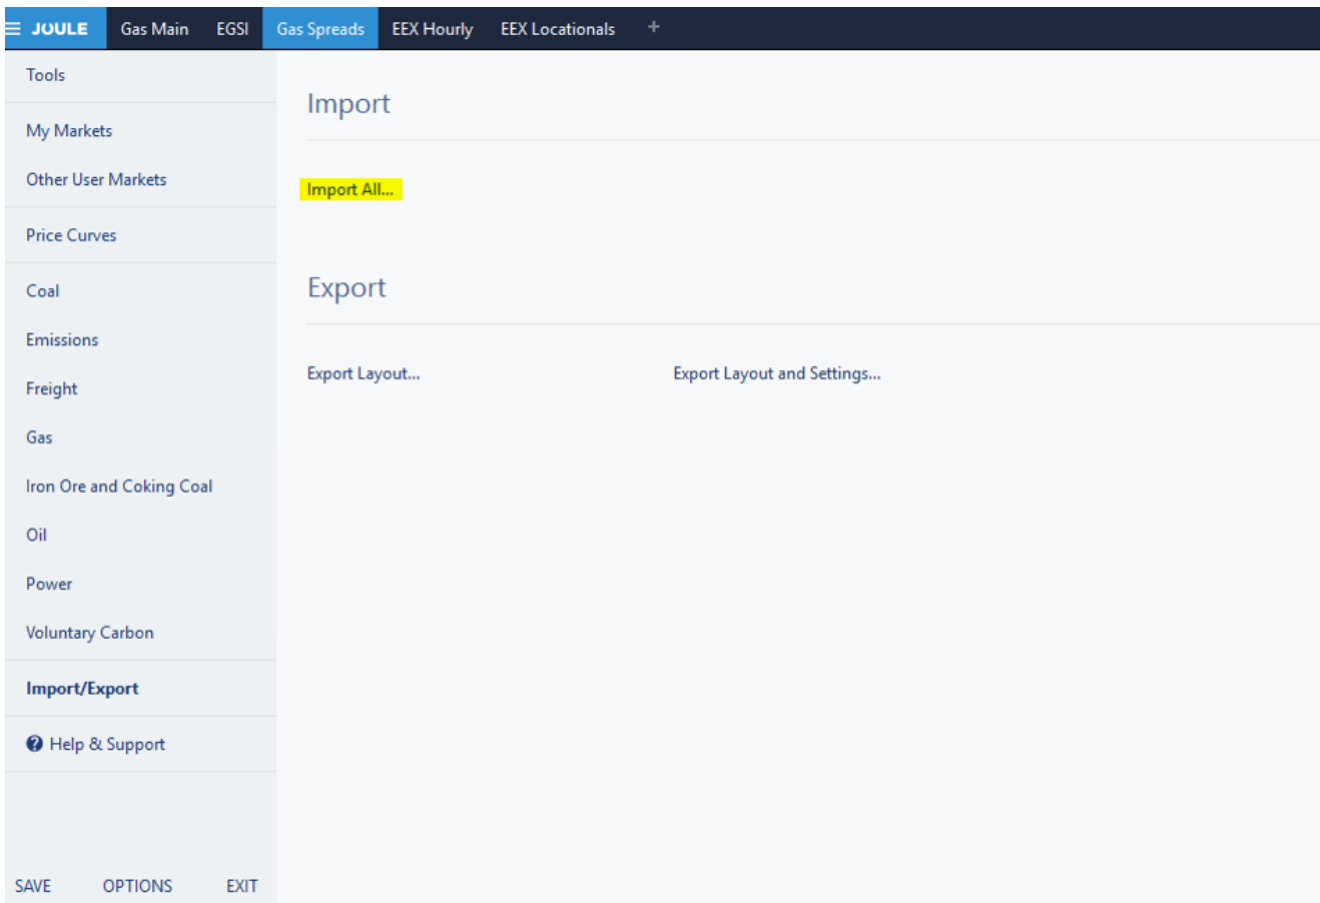 JOULE Gas Main EGSI Gas Spreads EEX Hourly EEX Locationals +
Tools
My Markets
Other User Markets
Price Curves
Coal
Emissions
Freight
Gas
Iron Ore and Coking Coal
Oil
Power
Voluntary Carbon
Import/Export
? Help & Support
SAVE OPTIONS EXIT
Import
Import All...
Export
Export Layout... Export Layout and Settings...